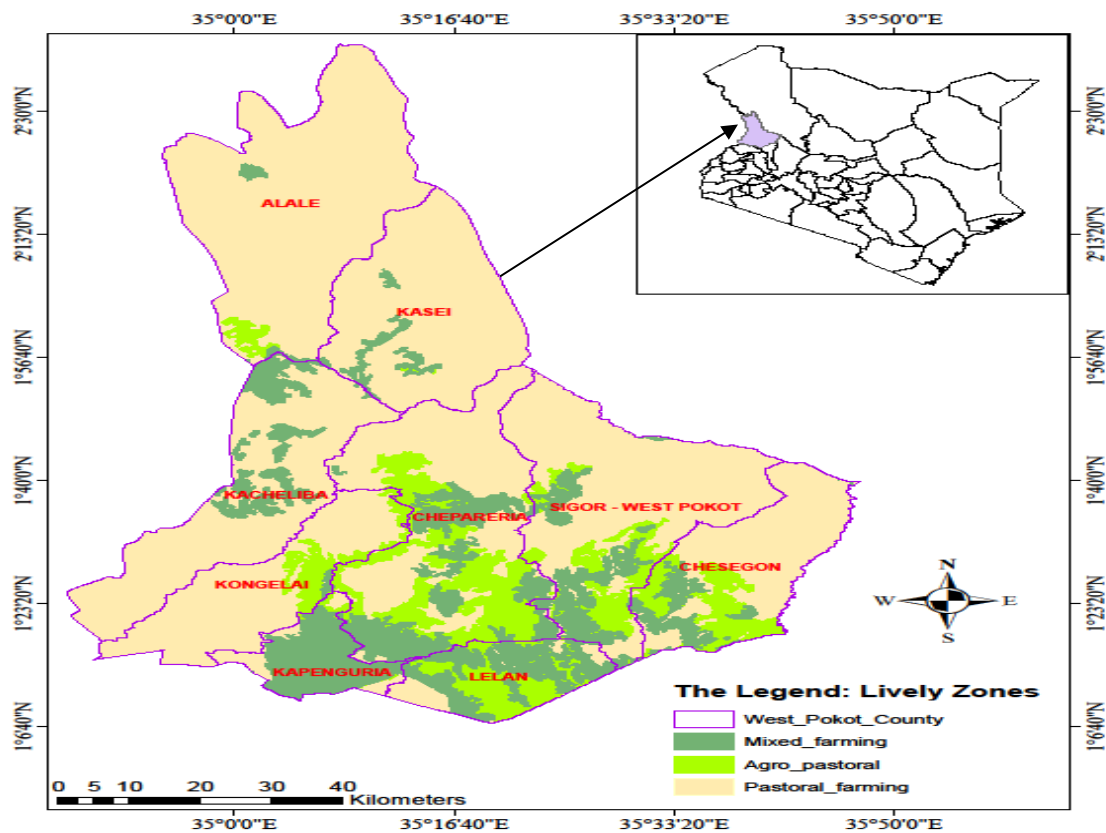 35°0'0"E 35°16'40"E 35°33'20"E 35°50'0"E
2°30'0"N 2°30'0"N
ALALE
2°13'20"N 2°13'20"N
KASEI
1°56'40"N 1°56'40"N
1°40'0"N 1°40'0"N
KACHELIBA
SIGOR - WEST POKOT
CHEPARERIA
CHESEGON
KONGELAI
1°23'20"N 1°23'20"N
N
W E
S
KAPENGURIA
LELAN
The Legend: Lively Zones
West_Pokot_County
Mixed_farming
Agro_pastoral
Pastoral_farming
1°6'40"N 1°6'40"N
0 5 10 20 30 40
Kilometers
35°0'0"E 35°16'40"E 35°33'20"E 35°50'0"E